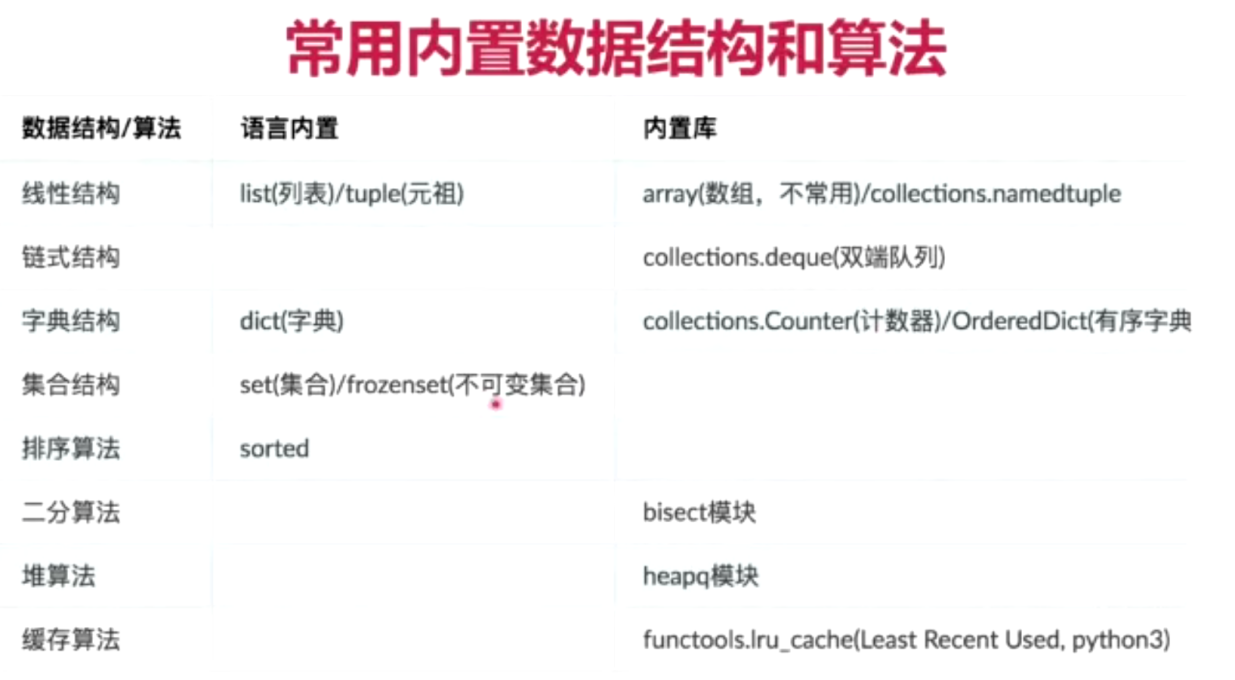 常用内置数据结构和算法
数据结构/算法 语言内置 内置库
线性结构 list(列表)/tuple(元祖) array(数组，不常用)/collections.namedtuple
链式结构 collections.deque(双端队列)
字典结构 dict(字典) collections.Counter(计数器)/OrderedDict(有序字典
集合结构 set(集合)/frozenset(不可变集合)
排序算法 sorted
二分算法 bisect模块
堆算法 heapq模块
缓存算法 functools.lru_cache(Least Recent Used, python3)